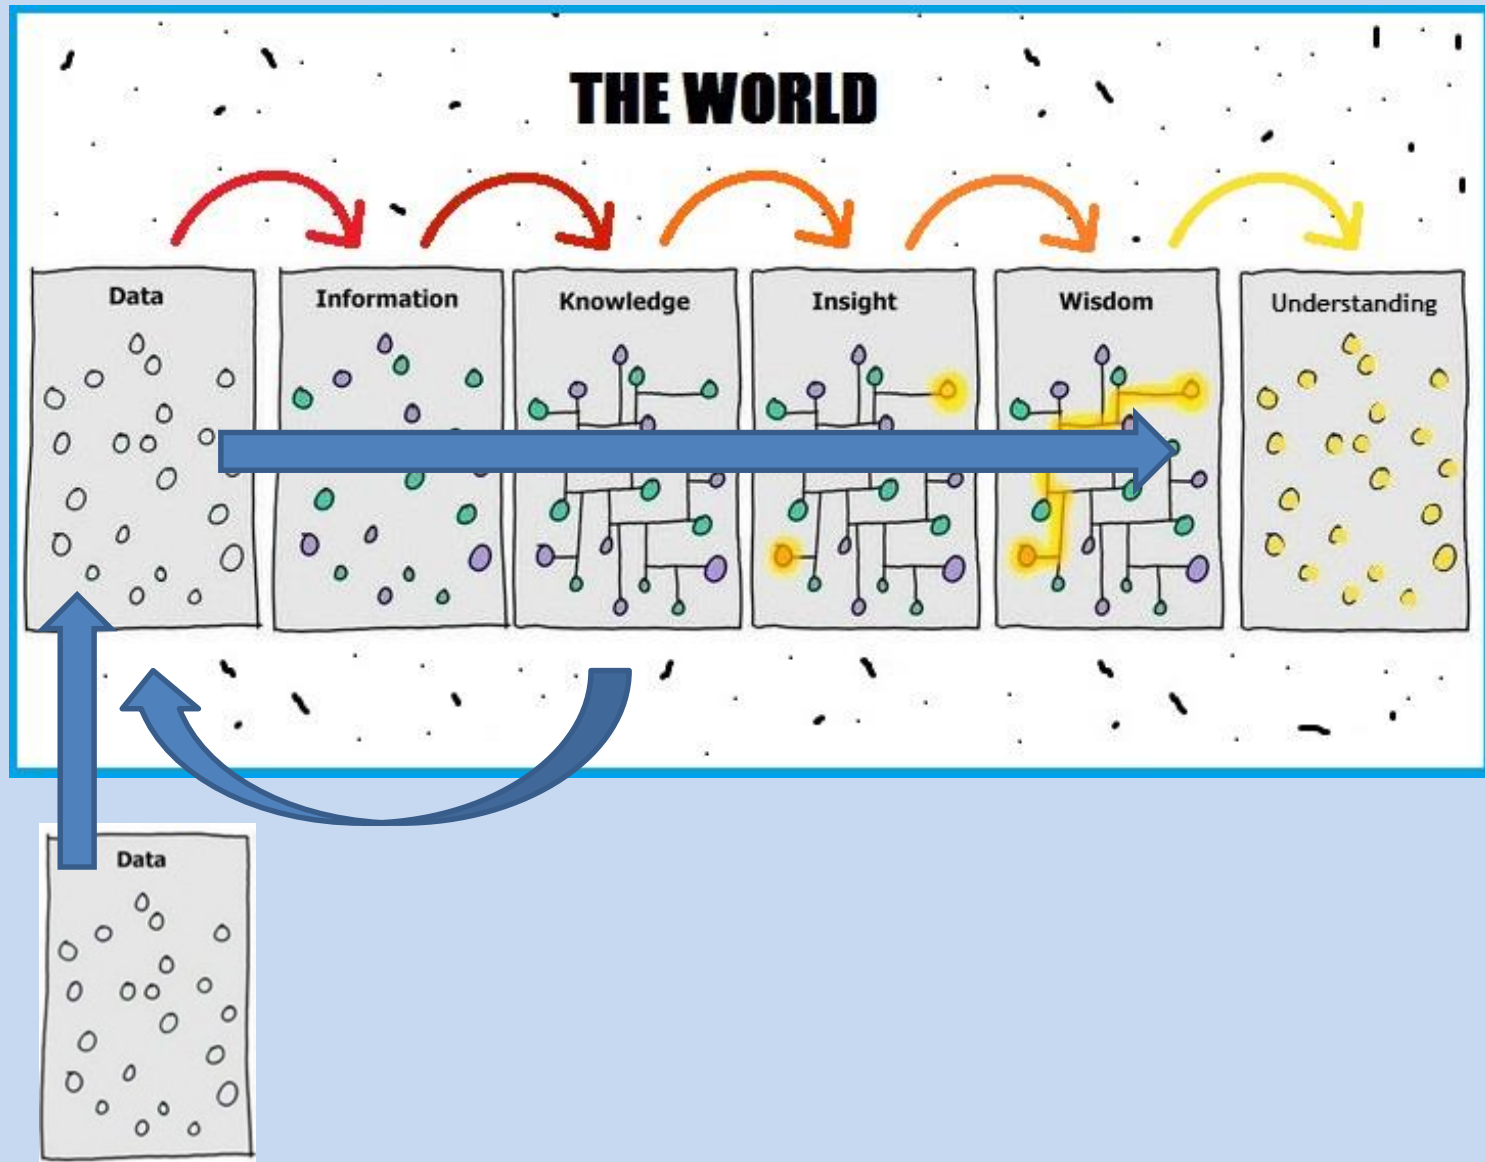 THE WORLD
Data
Information
Knowledge
Insight
Wisdom
Understanding
Data